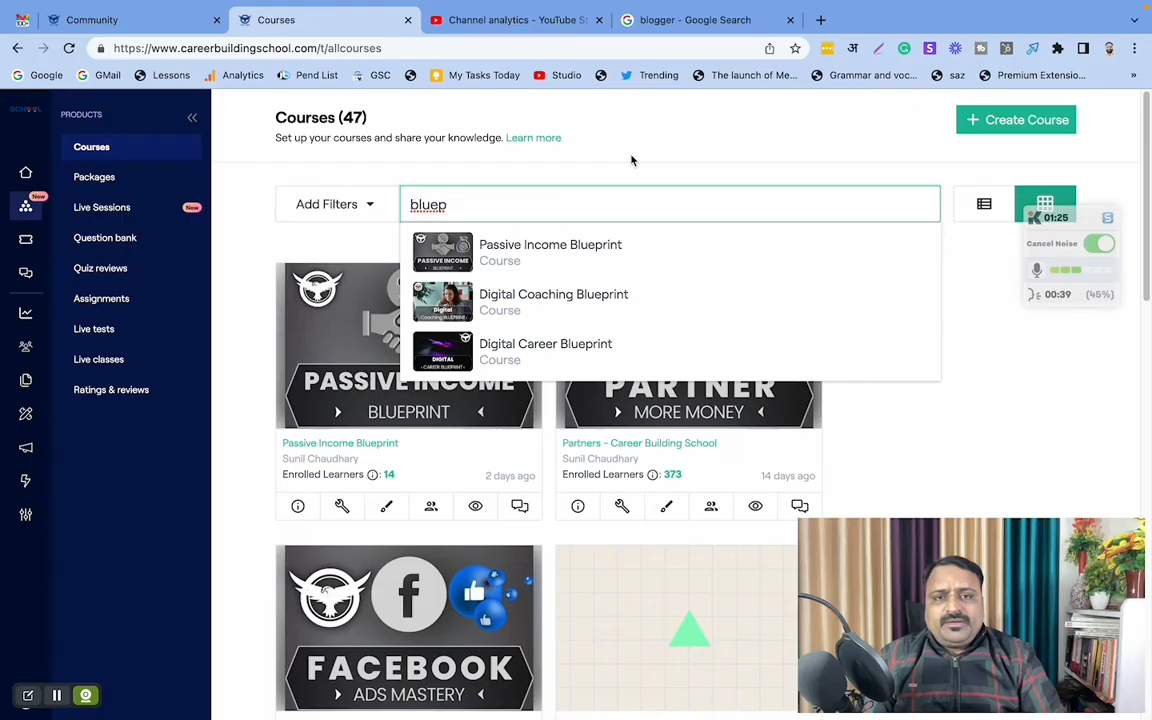 Community
Courses
Channel analytics - YouTube S
blogger - Google Search
https://www.careerbuildingschool.com/t/allcourses
Google
GMail
Lessons
Analytics
Pend List
GSC
My Tasks Today
Studio
Trending
The launch of Me...
Grammar and voc...
saz
Premium Extensio...
SCHOOL
PRODUCTS
Courses
Packages
Live Sessions
New
Question bank
Quiz reviews
Assignments
Live tests
Live classes
Ratings & reviews
New
Courses (47)
Set up your courses and share your knowledge. Learn more
+ Create Course
Add Filters
bluep
Passive Income Blueprint
Course
Digital Coaching Blueprint
Course
Digital Career Blueprint
Course
01:25
Cancel Noise
00:39 (45%)
PASSIVE INCOME
BLUEPRINT
Passive Income Blueprint
Sunil Chaudhary
Enrolled Learners : 14
2 days ago
PARTNER
MORE MONEY
Partners - Career Building School
Sunil Chaudhary
Enrolled Learners : 373
14 days ago
FACEBOOK
ADS MASTERY